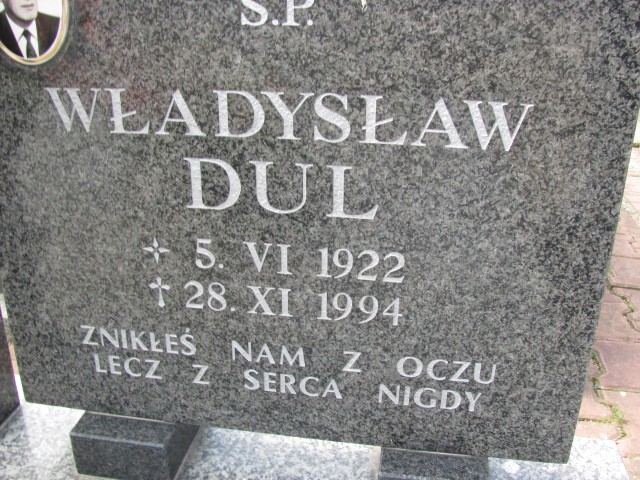 Ś.P.
WŁADYSŁAW
DUL
5. VI 1922
28. XI 1994
ZNIKŁEŚ NAM Z OCZU
LECZ Z SERCA NIGDY